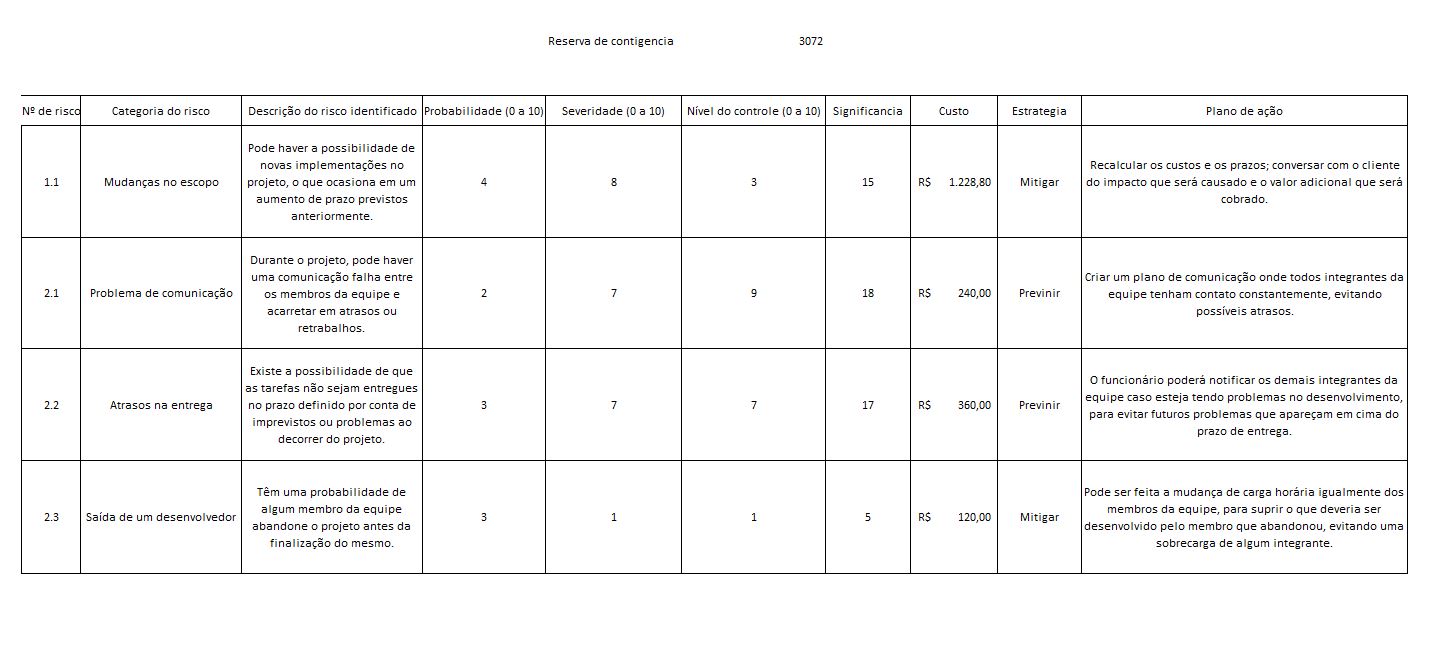 Reserva de contigencia 3072
Nº de risco Categoria do risco Descrição do risco identificado Probabilidade (0 a 10) Severidade (0 a 10) Nível do controle (0 a 10) Significancia Custo Estrategia Plano de ação
1.1
Mudanças no escopo
Pode haver a possibilidade de
novas implementações no
projeto, o que ocasiona em um
aumento de prazo previstos
anteriormente.
4
8
3
15
R$ 1.228,80
Mitigar
Recalcular os custos e os prazos; conversar com o cliente
do impacto que será causado e o valor adicional que será
cobrado.
2.1
Problema de comunicação
Durante o projeto, pode haver
uma comunicação falha entre
os membros da equipe e
acarretar em atrasos ou
retrabalhos.
2
7
9
18
R$ 240,00
Previnir
Criar um plano de comunicação onde todos integrantes da
equipe tenham contato constantemente, evitando
possíveis atrasos.
2.2
Atrasos na entrega
Existe a possibilidade de que
as tarefas não sejam entregues
no prazo definido por conta de
imprevistos ou problemas ao
decorrer do projeto.
3
7
7
17
R$ 360,00
Previnir
O funcionário poderá notificar os demais integrantes da
equipe caso esteja tendo problemas no desenvolvimento,
para evitar futuros problemas que apareçam em cima do
prazo de entrega.
2.3
Saída de um desenvolvedor
Têm uma probabilidade de
algum membro da equipe
abandone o projeto antes da
finalização do mesmo.
3
1
1
5
R$ 120,00
Mitigar
Pode ser feita a mudança de carga horária igualmente dos
membros da equipe, para suprir o que deveria ser
desenvolvido pelo membro que abandonou, evitando uma
sobrecarga de algum integrante.